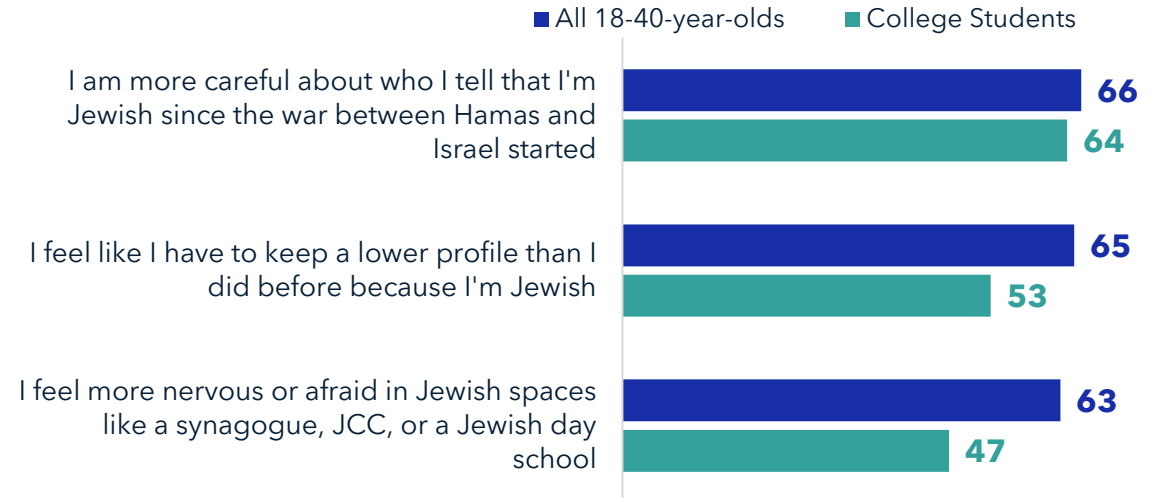 All 18-40-year-olds College Students
I am more careful about who I tell that I'm
Jewish since the war between Hamas and
Israel started
66
64
I feel like I have to keep a lower profile than I
did before because I'm Jewish
65
53
I feel more nervous or afraid in Jewish spaces
like a synagogue, JCC, or a Jewish day
school
63
47